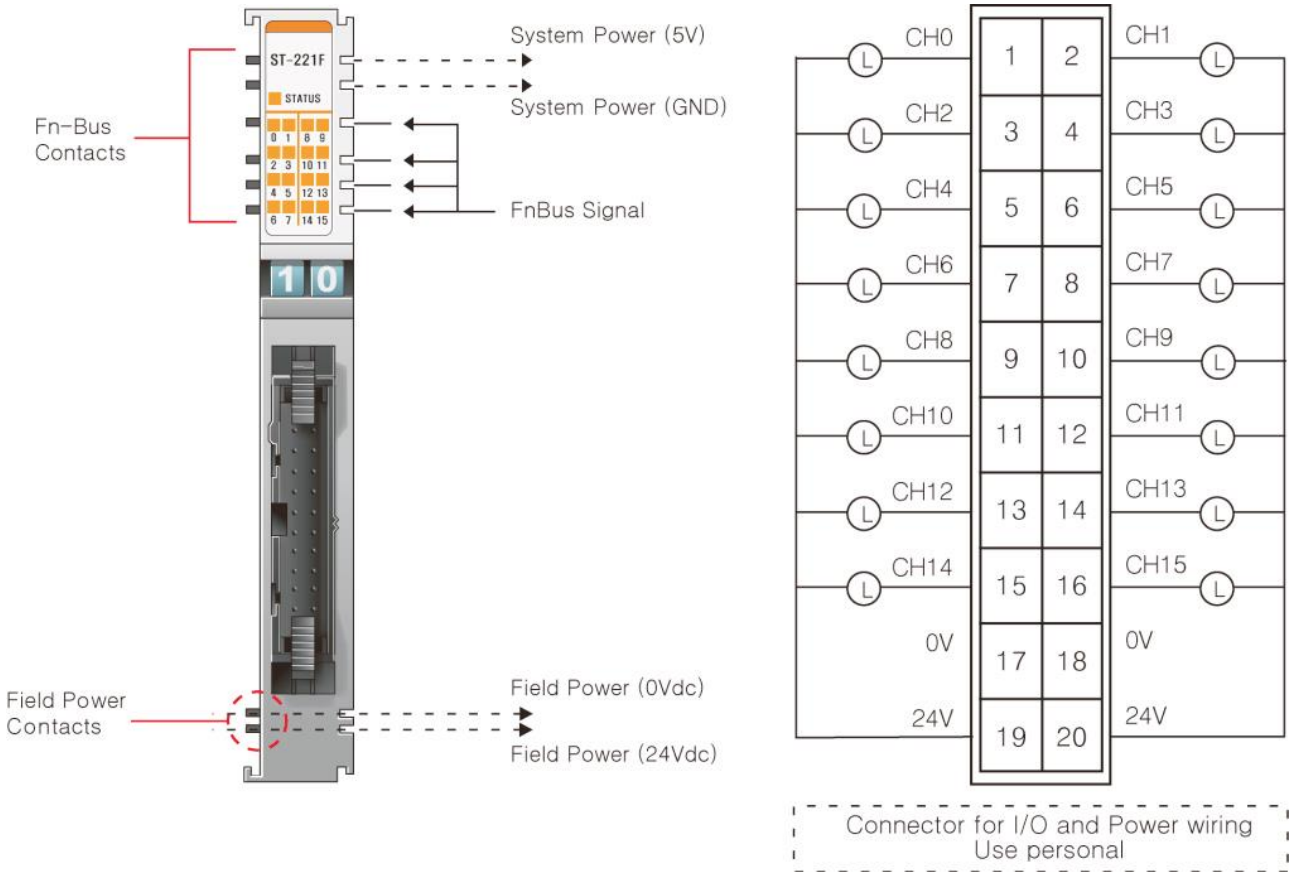 System Power (5V)
ST-221F
System Power (GND)
STATUS
Fn-Bus
Contacts
0 1 8 9
2 3 10 11
4 5 12 13
6 7 14 15
FnBus Signal
1 0
Field Power
Contacts
Field Power (0Vdc)
Field Power (24Vdc)
CH0 L 1 2 CH1 L
CH2 L 3 4 CH3 L
CH4 L 5 6 CH5 L
CH6 L 7 8 CH7 L
CH8 L 9 10 CH9 L
CH10 L 11 12 CH11 L
CH12 L 13 14 CH13 L
CH14 L 15 16 CH15 L
0V 17 18 0V
24V 19 20 24V
Connector for I/O and Power wiring
Use personal